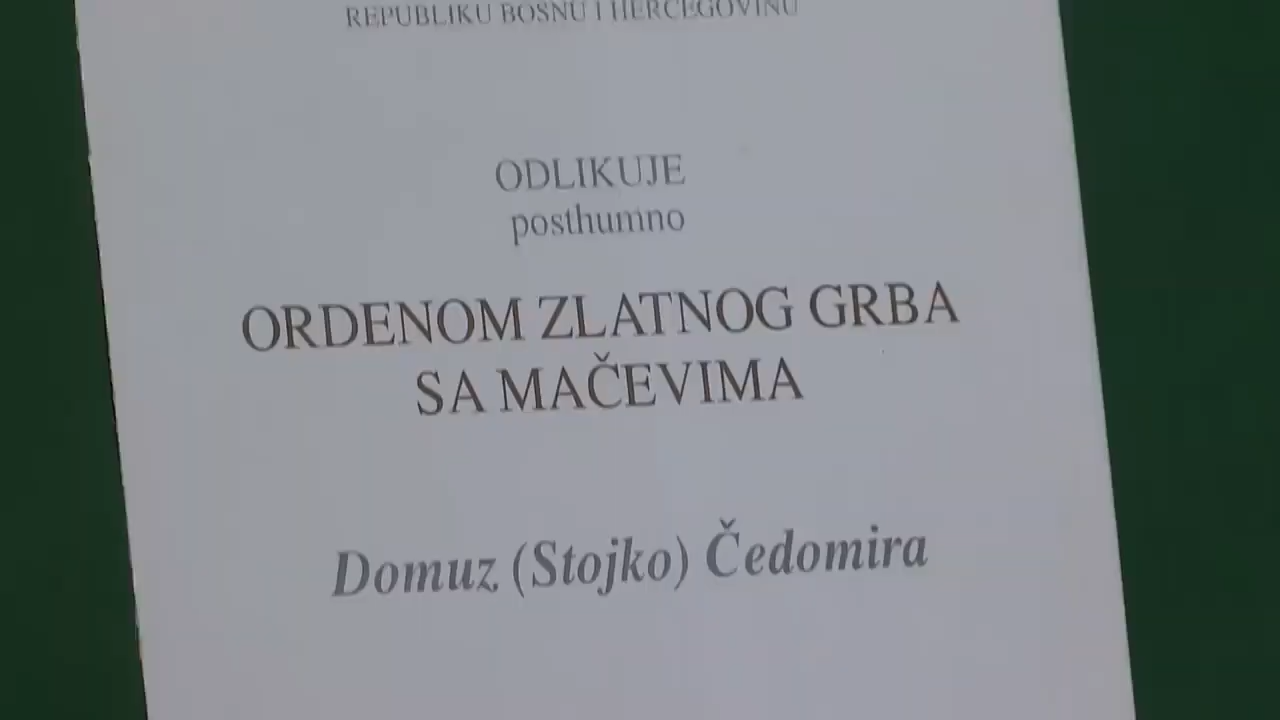 REPUBLIKU BOSNU I HERCEGOVINU
ODLIKUJE
posthumno
ORDENOM ZLATNOG GRBA
SA MAČEVIMA
Domuz (Stojko) Čedomira